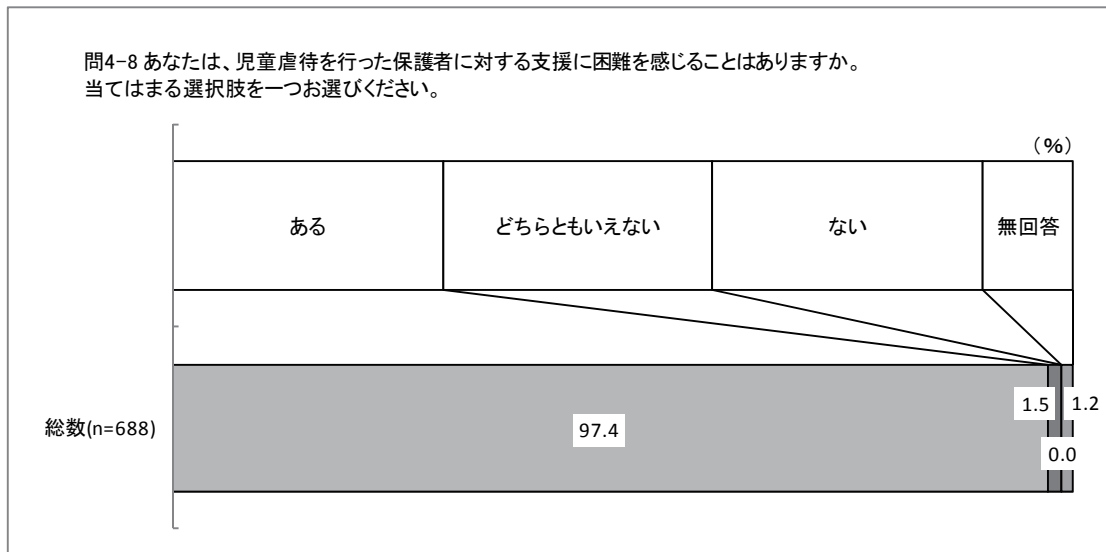 問4-8 あなたは、児童虐待を行った保護者に対する支援に困難を感じることはありますか。
当てはまる選択肢を一つお選びください。
(%)
ある
どちらともいえない
ない
無回答
総数(n=688)
97.4
1.5
0.0
1.2